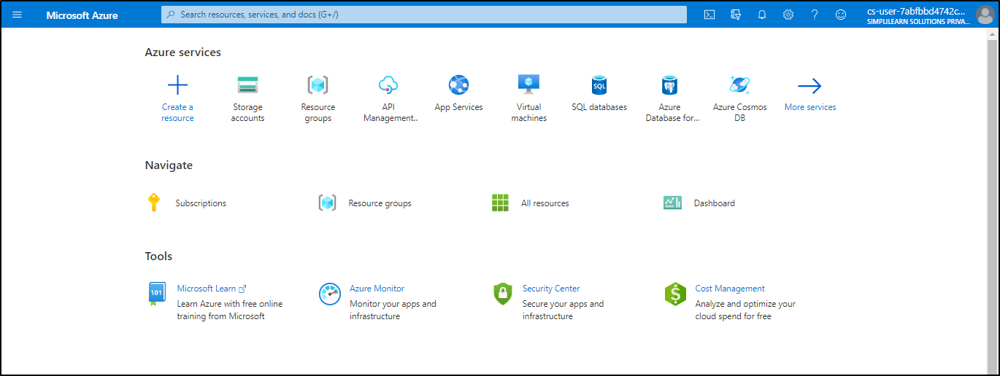 Microsoft Azure
Search resources, services, and docs (G+/)
cs-user-7abfbbd4742c...
SIMPLILEARN SOLUTIONS PRIVA...
Azure services
Create a
resource
Storage
accounts
Resource
groups
API
Management..
App Services
Virtual
machines
SQL
SQL databases
Azure
Database for...
Azure Cosmos
DB
More services
Navigate
Subscriptions
Resource groups
All resources
Dashboard
Tools
101
Microsoft Learn
Learn Azure with free online
training from Microsoft
Azure Monitor
Monitor your apps and
infrastructure
Security Center
Secure your apps and
infrastructure
$
Cost Management
Analyze and optimize your
cloud spend for free